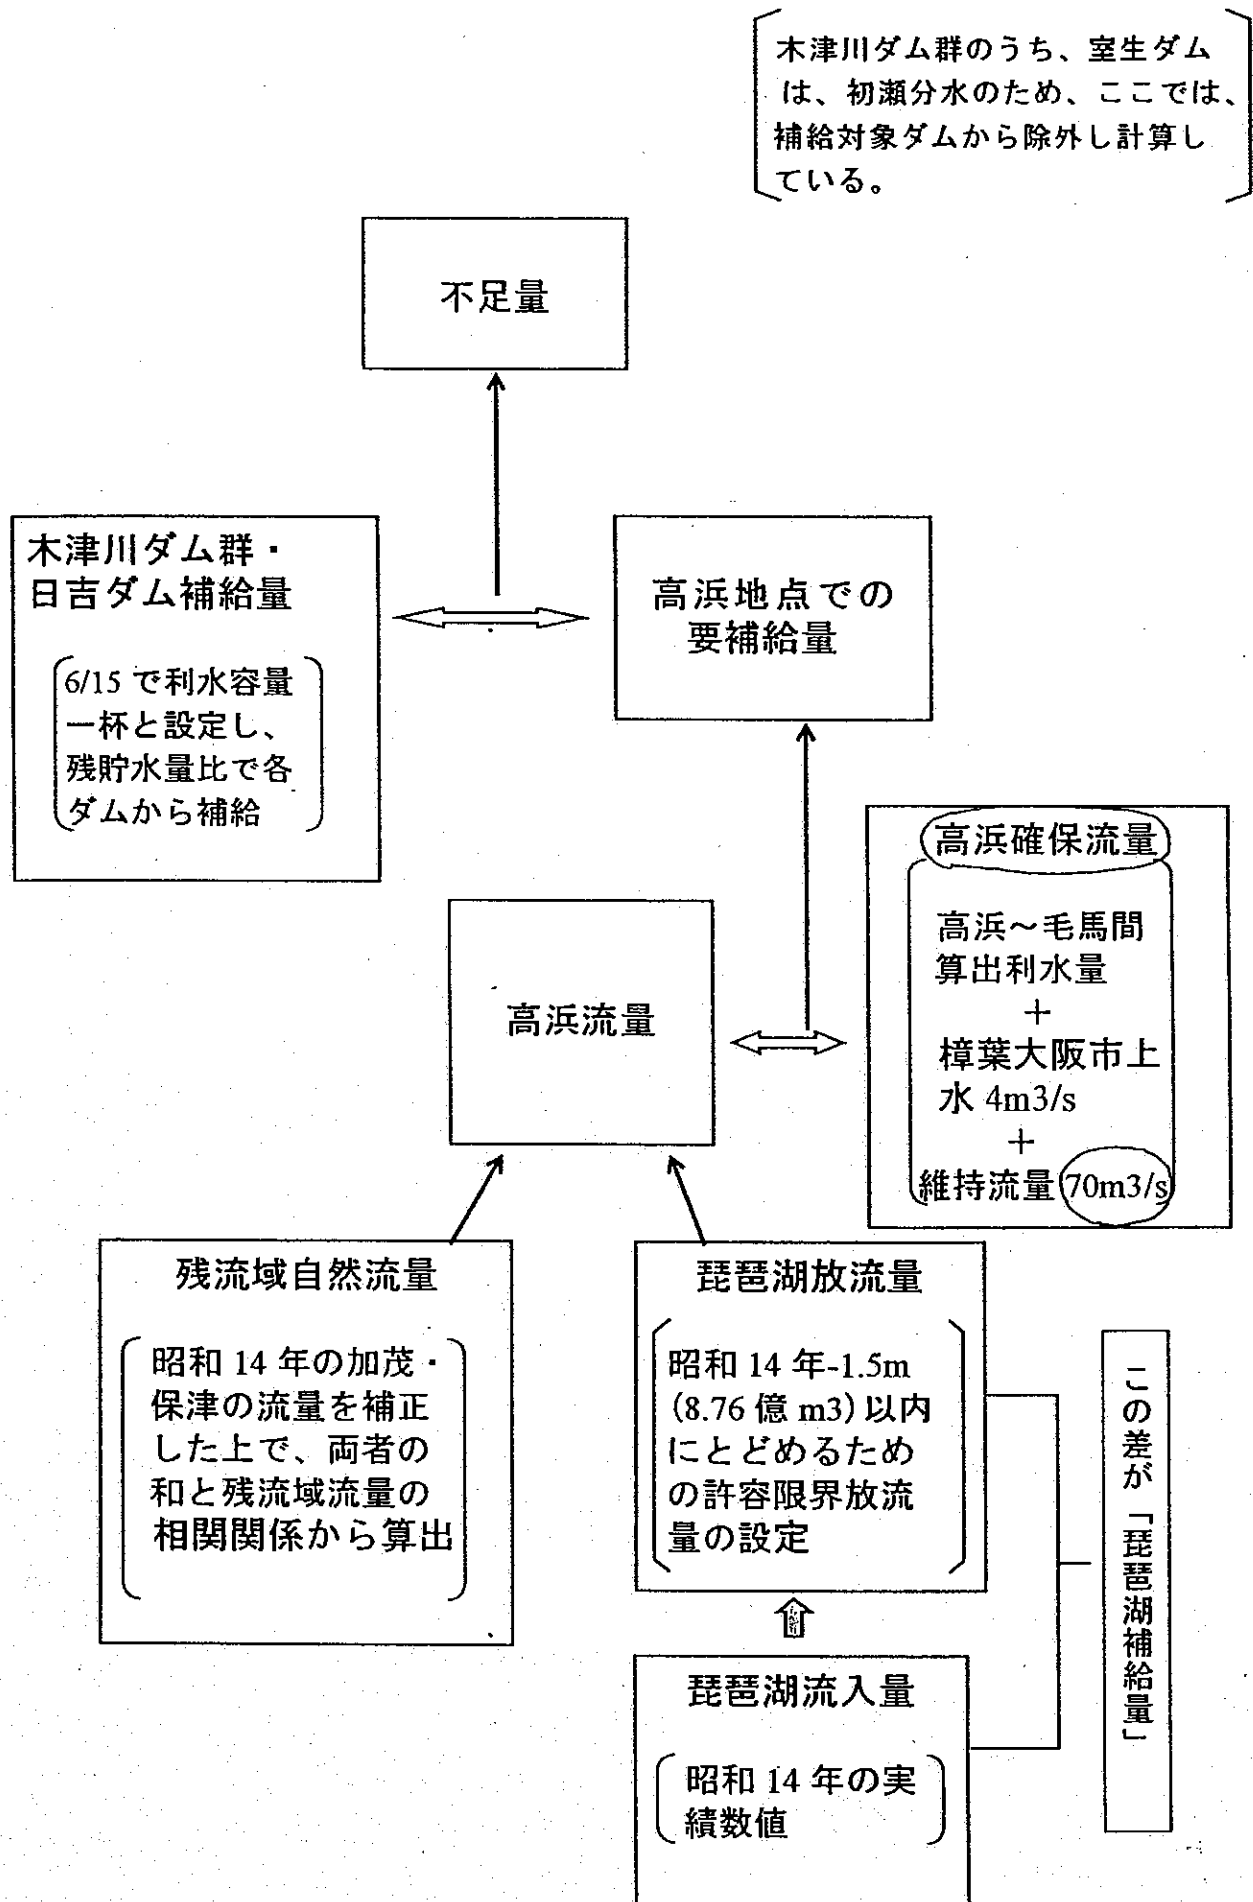 木津川ダム群のうち、室生ダム
は、初瀬分水のため、ここでは、
補給対象ダムから除外し計算し
ている。
不足量
木津川ダム群・
日吉ダム補給量
6/15 で利水容量
一杯と設定し、
残貯水量比で各
ダムから補給
高浜地点での
要補給量
高浜確保流量
高浜~毛馬間
算出利水量
+
樟葉大阪市上
水 4m3/s
+
維持流量 70m3/s
高浜流量
残流域自然流量
昭和 14 年の加茂・
保津の流量を補正
した上で、両者の
和と残流域流量の
相関関係から算出
琵琶湖放流量
昭和 14 年-1.5m
(8.76 億 m3) 以内
にとどめるため
の許容限界放流
量の設定
この差が「琵琶湖補給量」
琵琶湖流入量
昭和 14 年の実
績数値